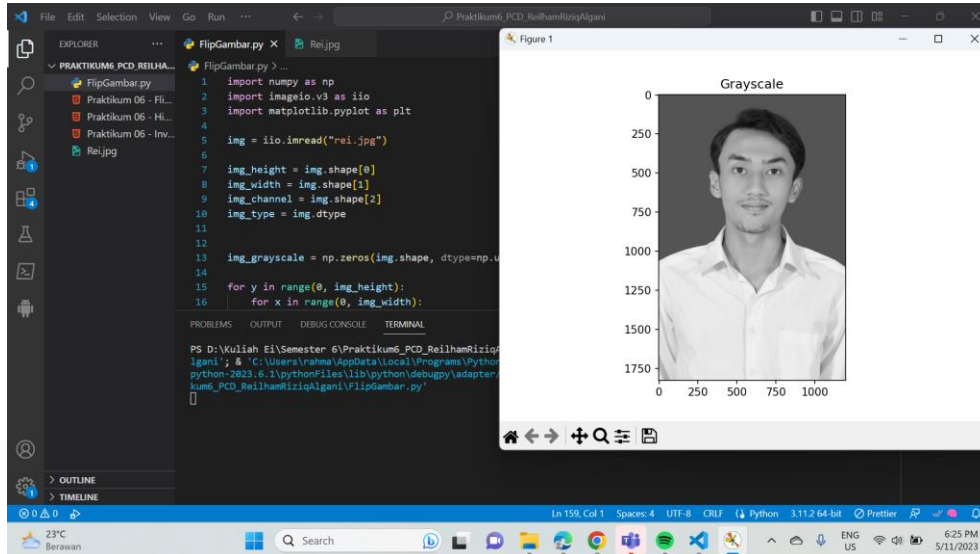 File Edit Selection View Go Run ··· Praktikum6_PCD_ReilhamRiziqAlgani
EXPLORER ···
PRAKTIKUM6_PCD_REILHA...
FlipGambar.py
Praktikum 06 - Fli...
Praktikum 06 - Hi...
Praktikum 06 - Inv...
Rei.jpg
OUTLINE
TIMELINE
FlipGambar.py Rei.jpg
FlipGambar.py > ...
1 import numpy as np
2 import imageio.v3 as iio
3 import matplotlib.pyplot as plt
4
5 img = iio.imread("rei.jpg")
6
7 img_height = img.shape[0]
8 img_width = img.shape[1]
9 img_channel = img.shape[2]
10 img_type = img.dtype
11
12
13 img_grayscale = np.zeros(img.shape, dtype=np.u
14
15 for y in range(0, img_height):
16 for x in range(0, img_width):
PROBLEMS OUTPUT DEBUG CONSOLE TERMINAL
PS D:\Kuliah Ei\Semester 6\Praktikum6_PCD_ReilhamRiziqA
lgani'; & 'C:\Users\rahma\AppData\Local\Programs\Python
python-2023.6.1\pythonFiles\lib\python\debugpy\adapter/
kum6_PCD_ReilhamRiziqAlgani\FlipGambar.py'
Figure 1
Grayscale
0
250
500
750
1000
1250
1500
1750
0 250 500 750 1000
0 0 Ln 159, Col 1 Spaces: 4 UTF-8 CRLF Python 3.11.2 64-bit Prettier
23°C
Berawan
Search
ENG
US
6:25 PM
5/11/2023